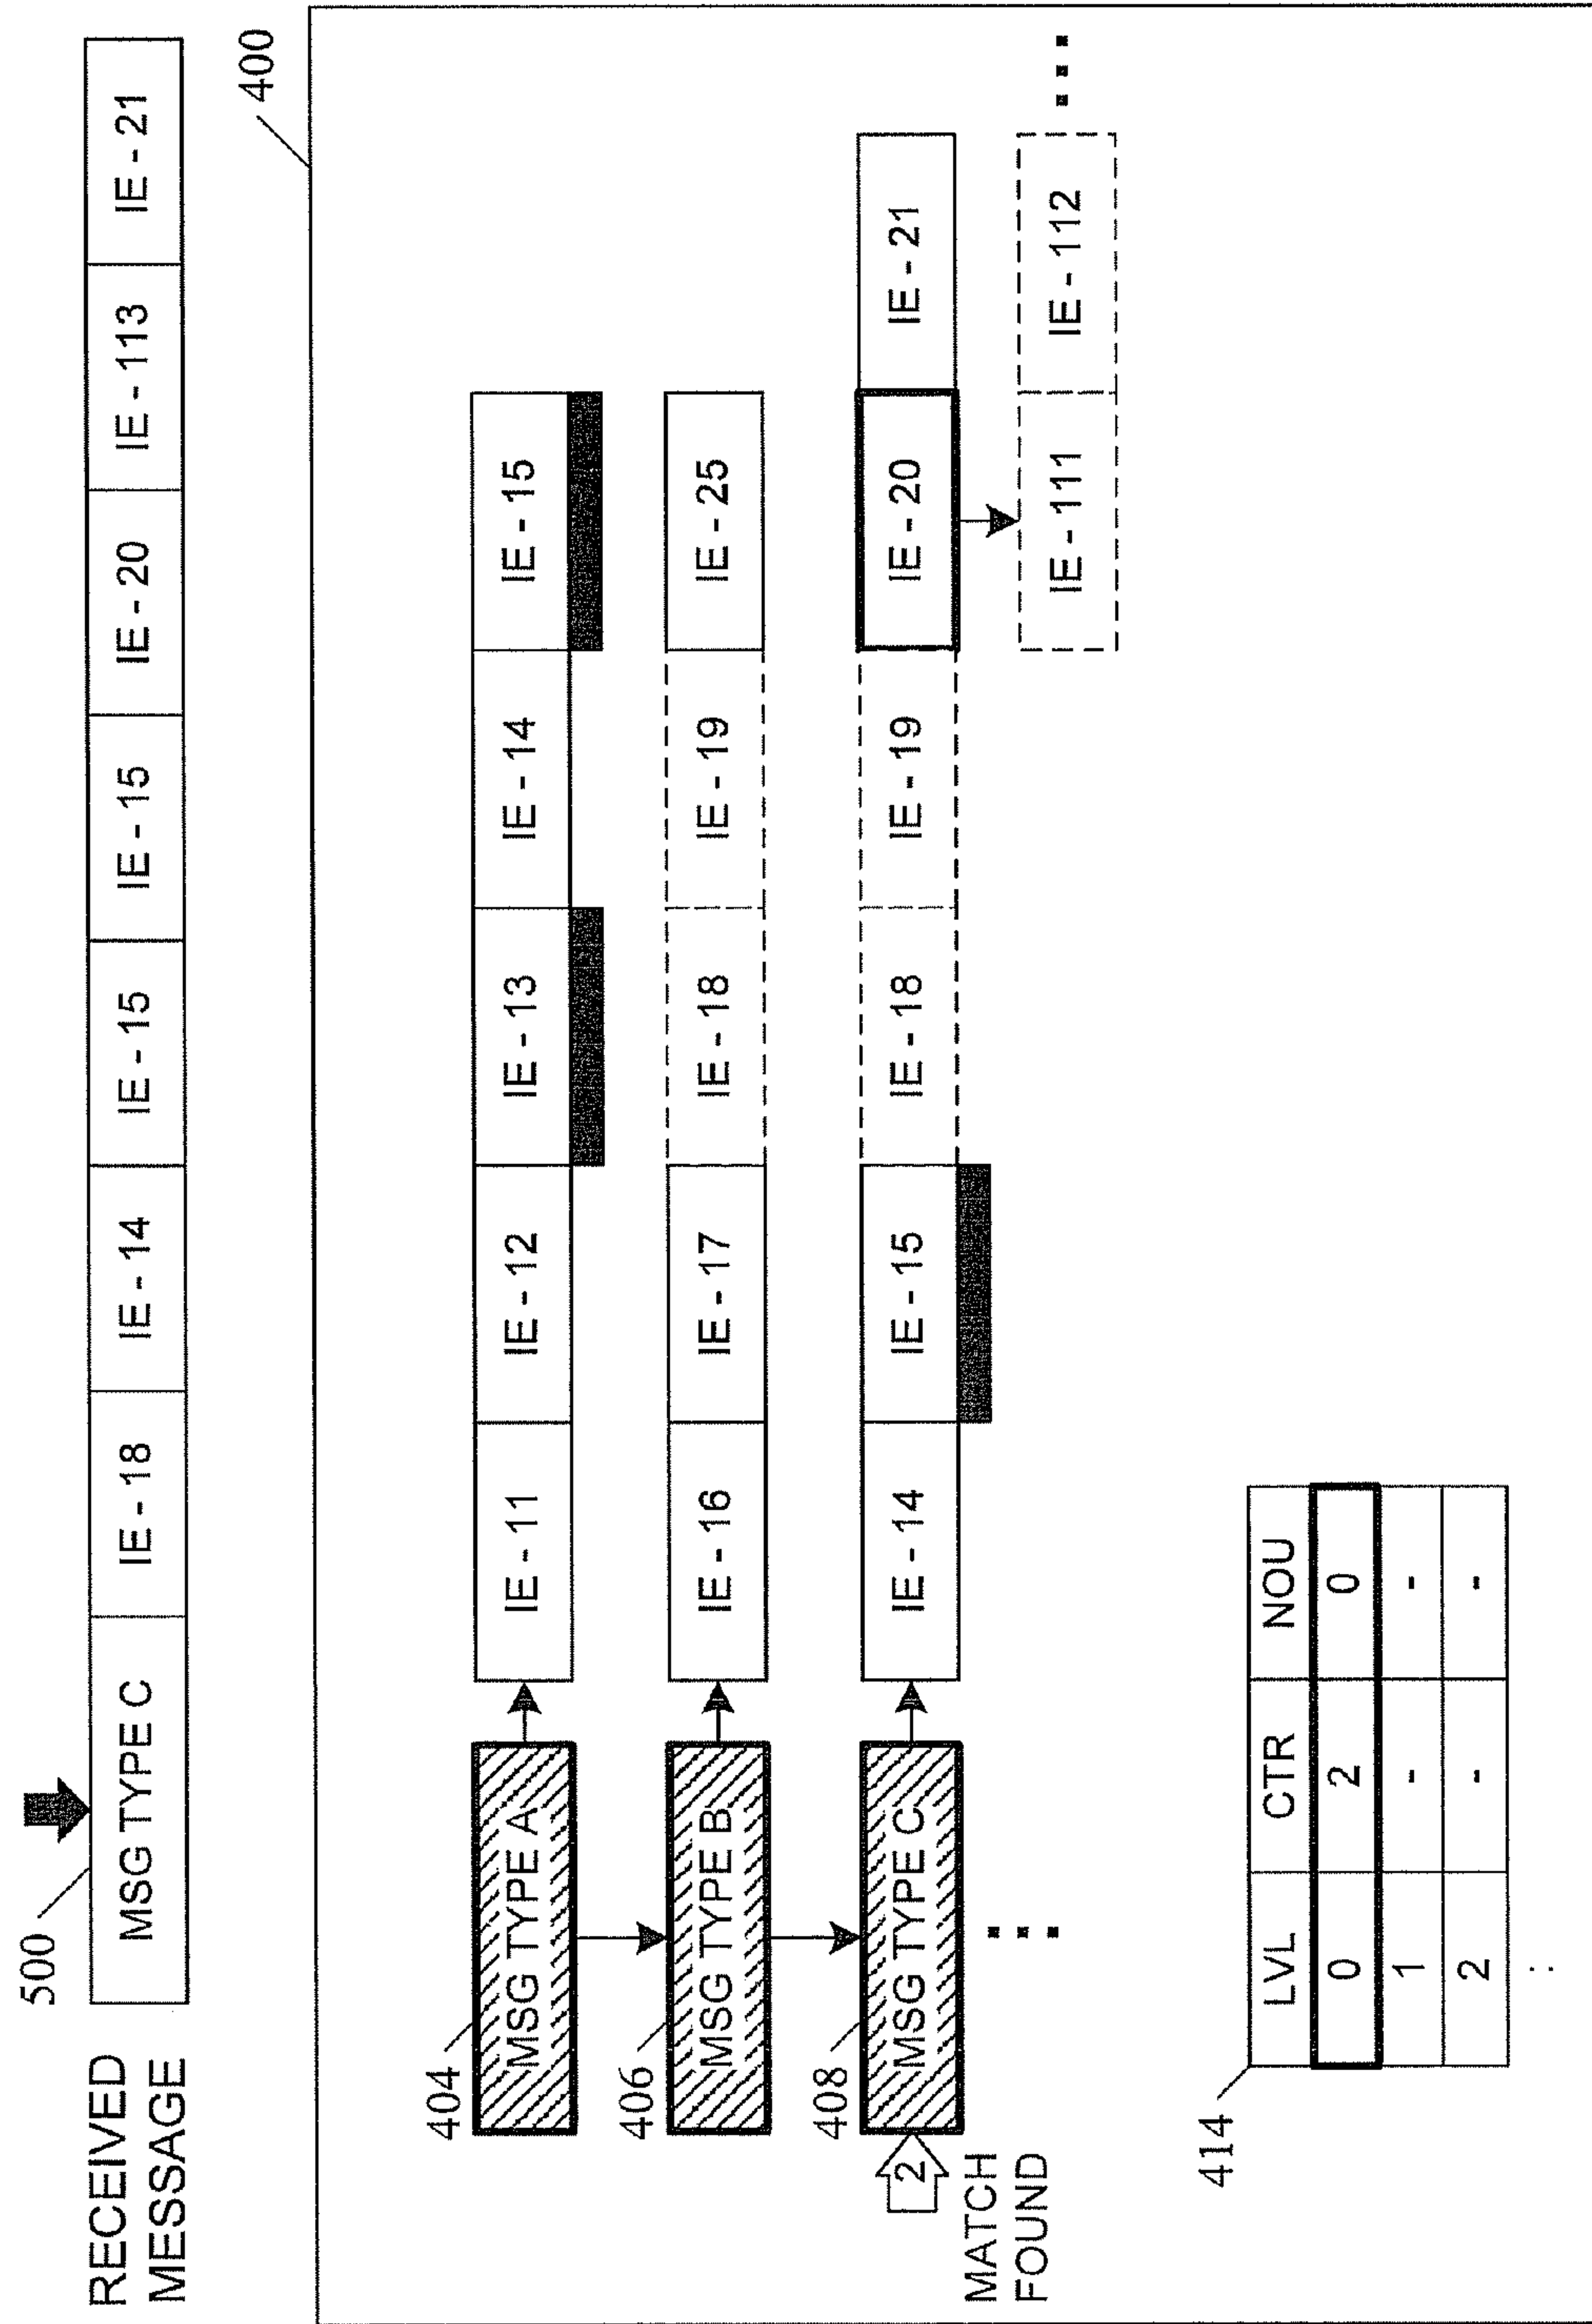 RECEIVED
MESSAGE
500
MSG TYPE C IE - 18 IE - 14 IE - 15 IE - 15 IE - 20 IE - 113 IE - 21
400
404
MSG TYPE A IE - 11 IE - 12 IE - 13 IE - 14 IE - 15
406
MSG TYPE B IE - 16 IE - 17 IE - 18 IE - 19 IE - 25
408
2
MSG TYPE C IE - 14 IE - 15 IE - 18 IE - 19 IE - 20 IE - 21
MATCH
FOUND
IE - 111 IE - 112 ...
...
414
LVL CTR NOU
0 2 0
1 - -
2 - -
: